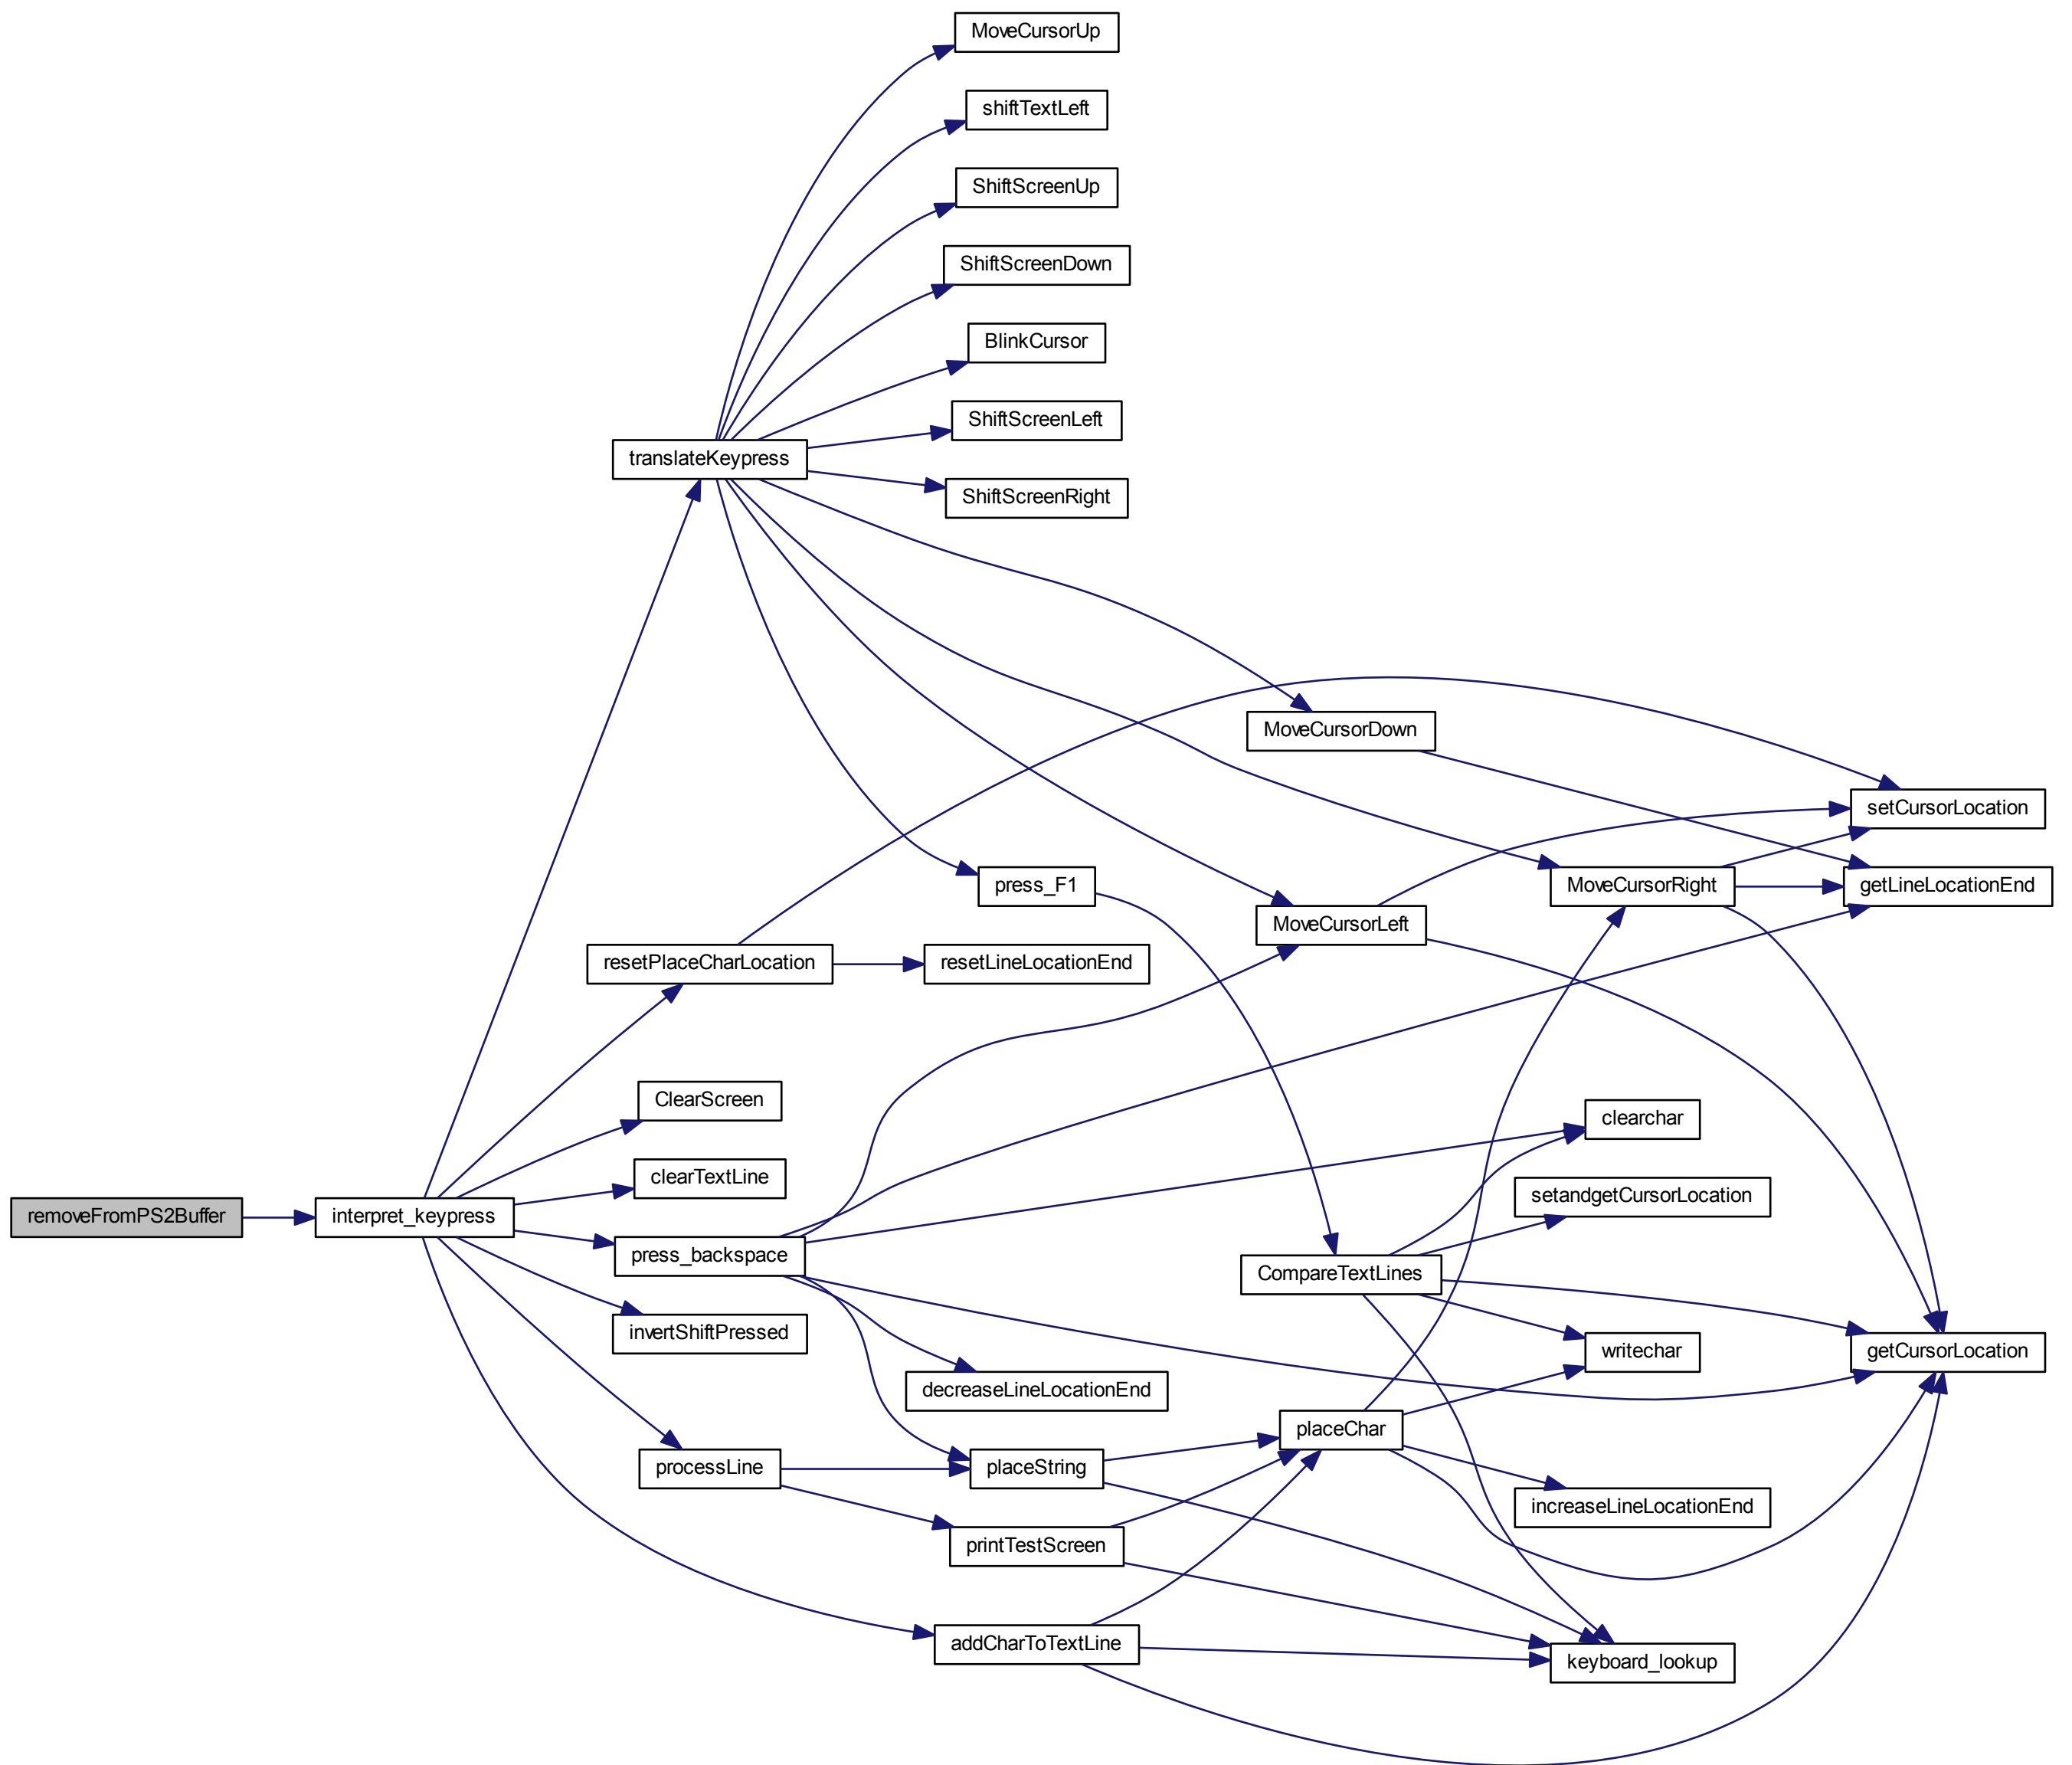 MoveCursorUp
shiftTextLeft
ShiftScreenUp
ShiftScreenDown
BlinkCursor
ShiftScreenLeft
translateKeypress
ShiftScreenRight
MoveCursorDown
setCursorLocation
press_F1
MoveCursorRight
getLineLocationEnd
MoveCursorLeft
resetPlaceCharLocation
resetLineLocationEnd
ClearScreen
clearchar
clearTextLine
setandgetCursorLocation
removeFromPS2Buffer
interpret_keypress
press_backspace
CompareTextLines
invertShiftPressed
writechar
getCursorLocation
decreaseLineLocationEnd
placeChar
processLine
placeString
increaseLineLocationEnd
printTestScreen
addCharToTextLine
keyboard_lookup